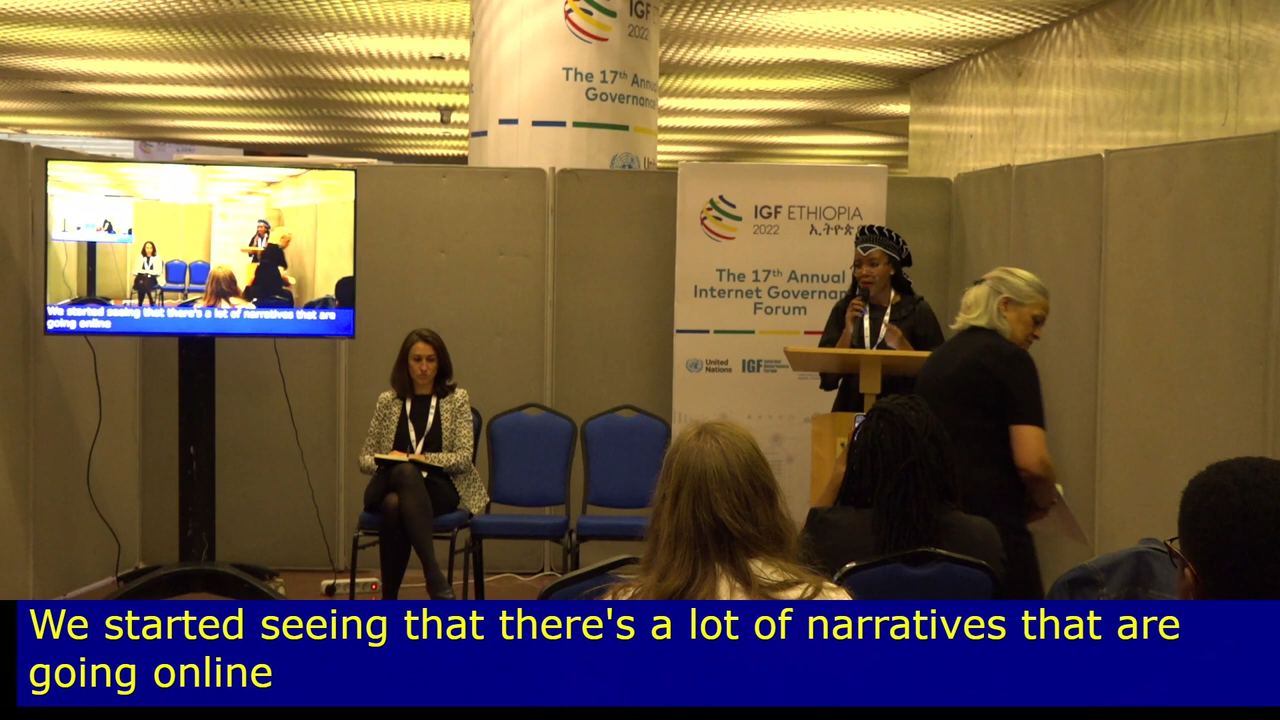 IGF
2022
The 17th Annu
Governance
IGF ETHIOPIA
2022
The 17th Annual
Internet Governan
Forum
United
Nations
IGF
We started seeing that there's a lot of narratives that are
going online
We started seeing that there's a lot of narratives that are
going online